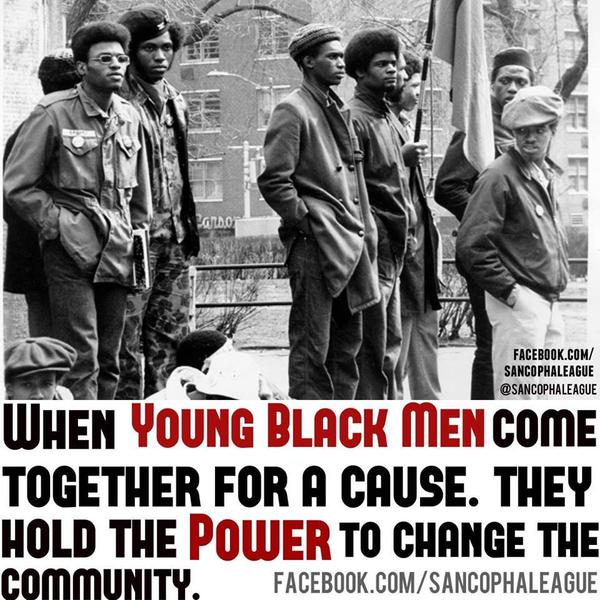 Carson
FACEBOOK.COM/
SANCOPHALEAGUE
@SANCOPHALEAGUE
WHEN YOUNG BLACK MEN COME
TOGETHER FOR A CAUSE. THEY
HOLD THE POWER TO CHANGE THE
COMMUNITY.
FACEBOOK.COM/SANCOPHALEAGUE